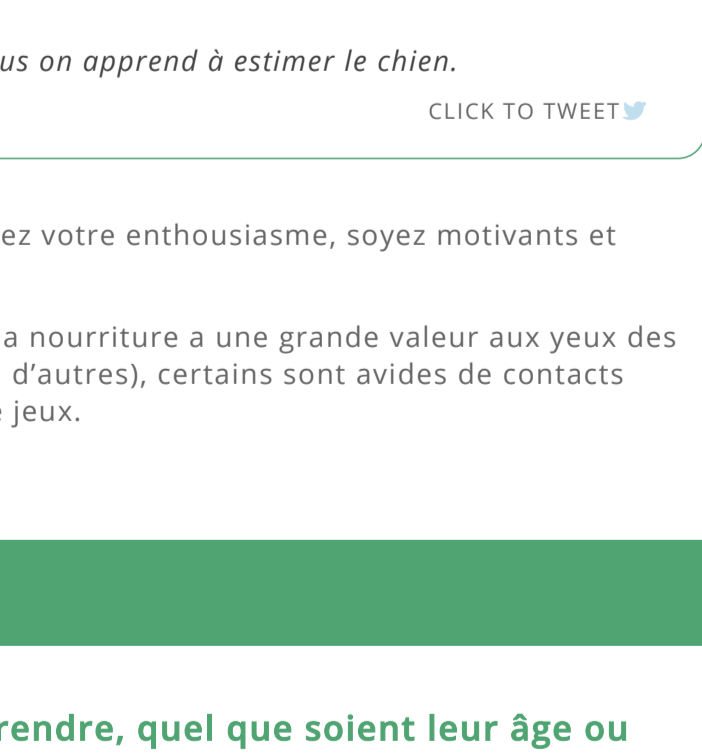 us on apprend à estimer le chien.
CLICK TO TWEET
ez votre enthousiasme, soyez motivants et
a nourriture a une grande valeur aux yeux des
d’autres), certains sont avides de contacts
jeux.
rendre, quel que soient leur âge ou